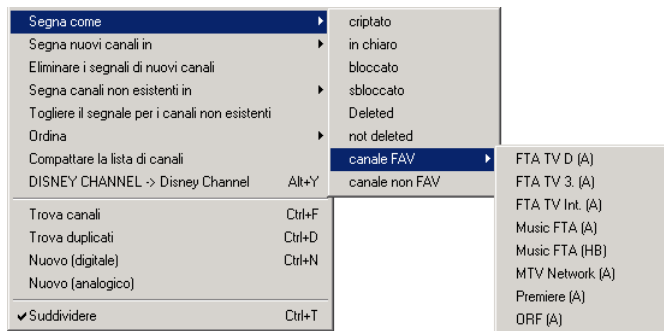 Segna come
Segna nuovi canali in
Eliminare i segnali di nuovi canali
Segna canali non esistenti in
Togliere il segnale per i canali non esistenti
Ordina
Compattare la lista di canali
DISNEY CHANNEL -> Disney Channel Alt+Y
Trova canali Ctrl+F
Trova duplicati Ctrl+D
Nuovo (digitale) Ctrl+N
Nuovo (analogico)
Suddividere Ctrl+T
criptato
in chiaro
bloccato
sbloccato
Deleted
not deleted
canale FAV
canale non FAV
FTA TV D (A)
FTA TV 3. (A)
FTA TV Int. (A)
Music FTA (A)
Music FTA (HB)
MTV Network (A)
Premiere (A)
ORF (A)